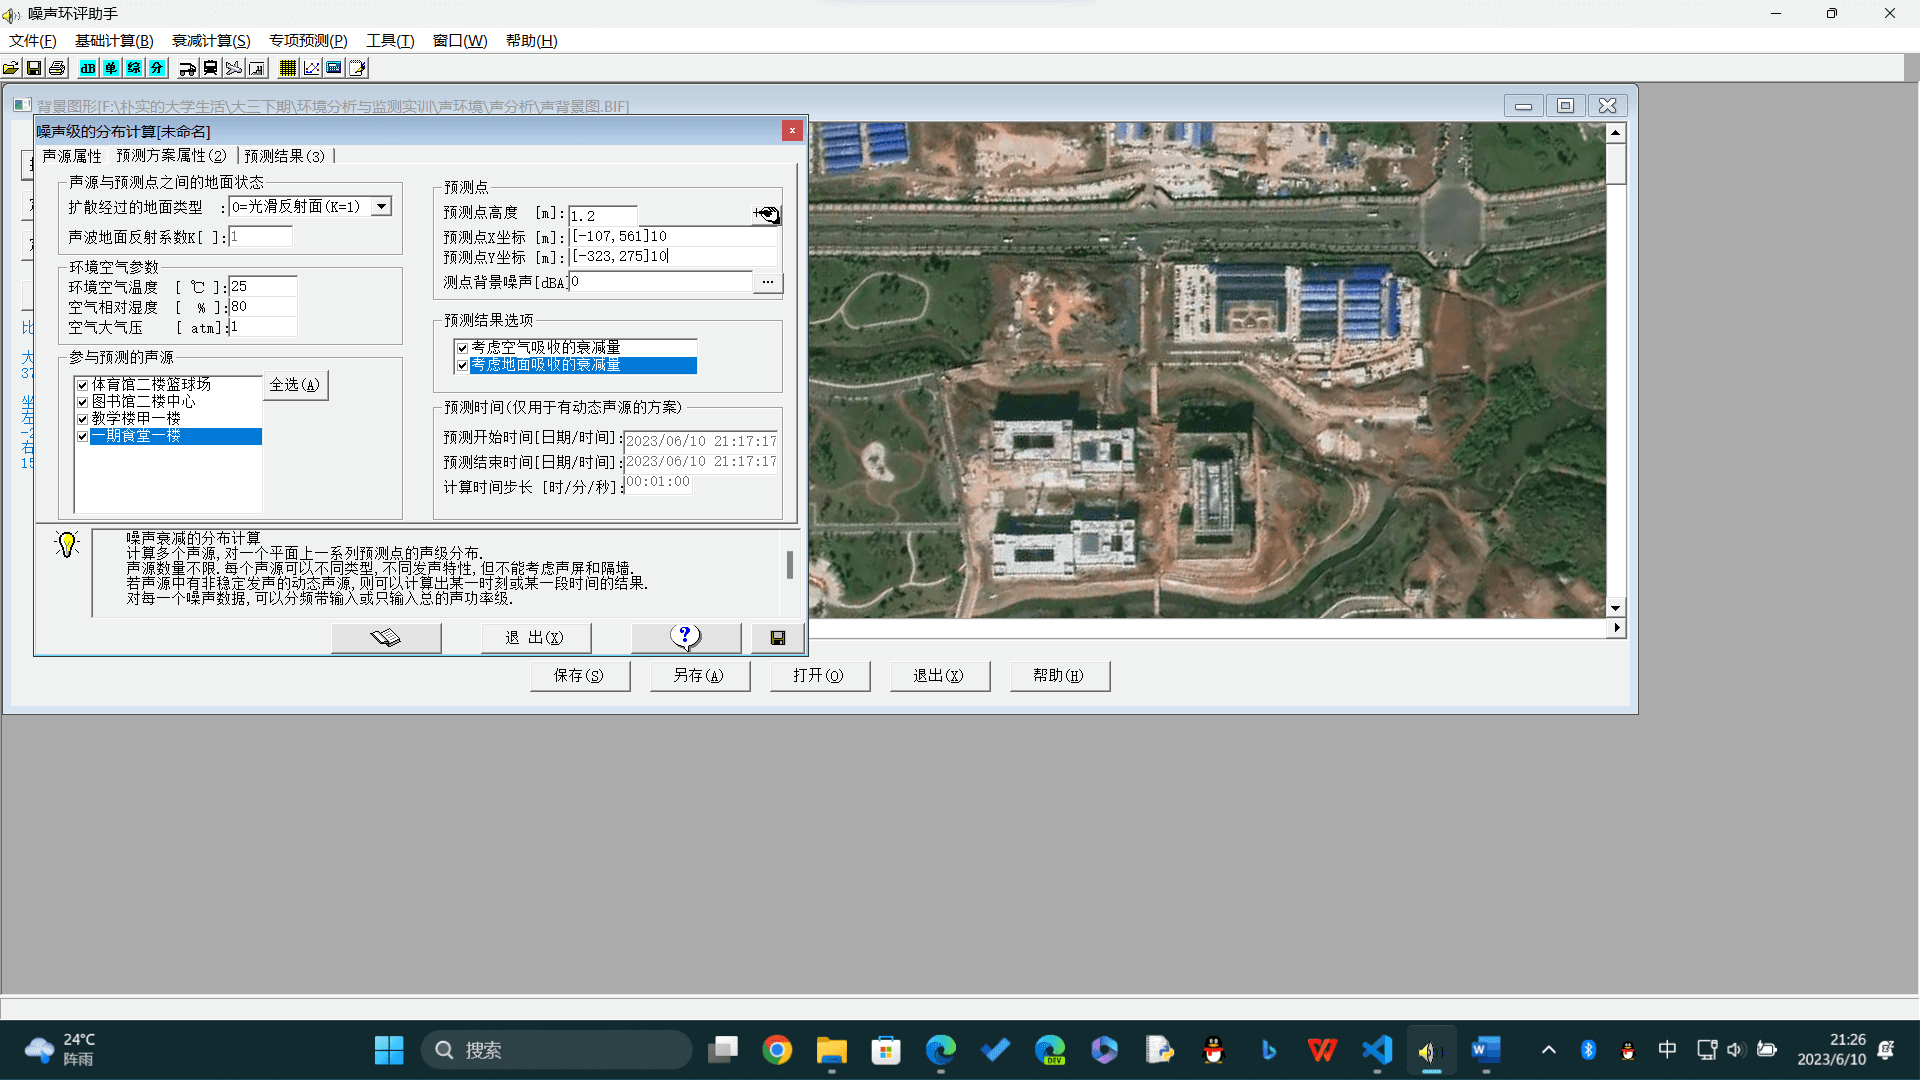 噪声环评助手
文件(F) 基础计算(B) 衰减计算(S) 专项预测(P) 工具(T) 窗口(W) 帮助(H)
dB 单 综 分
背景图形[F:\朴实的大学生活\大三下期\环境分析与监测实训\声环境\声分析\声背景图.BIF]
噪声级的分布计算[未命名]
声源属性 预测方案属性(2) 预测结果(3)
声源与预测点之间的地面状态
扩散经过的地面类型 : 0=光滑反射面(K=1)
声波地面反射系数K[ ]: 1
环境空气参数
环境空气温度 [ ℃ ]: 25
空气相对湿度 [ % ]: 80
空气大气压 [ atm]: 1
参与预测的声源
体育馆二楼篮球场
图书馆二楼中心
教学楼甲一楼
一期食堂一楼
全选(A)
预测点
预测点高度 [m]: 1.2
预测点X坐标 [m]: [-107,561]10
预测点Y坐标 [m]: [-323,275]10
测点背景噪声[dBA] 0 ...
预测结果选项
考虑空气吸收的衰减量
考虑地面吸收的衰减量
预测时间(仅用于有动态声源的方案)
预测开始时间[日期/时间]: 2023/06/10 21:17:17
预测结束时间[日期/时间]: 2023/06/10 21:17:17
计算时间步长 [时/分/秒]: 00:01:00
噪声衰减的分布计算
计算多个声源,对一个平面上一系列预测点的声级分布.
声源数量不限.每个声源可以不同类型,不同发声特性,但不能考虑声屏和隔墙.
若声源中有非稳定发声的动态声源,则可以计算出某一时刻或某一段时间的结果.
对每一个噪声数据,可以分频带输入或只输入总的声功率级.
退 出(X)
保存(S) 另存(A) 打开(O) 退出(X) 帮助(H)
24°C
阵雨
搜索
DEV
中
21:26
2023/6/10